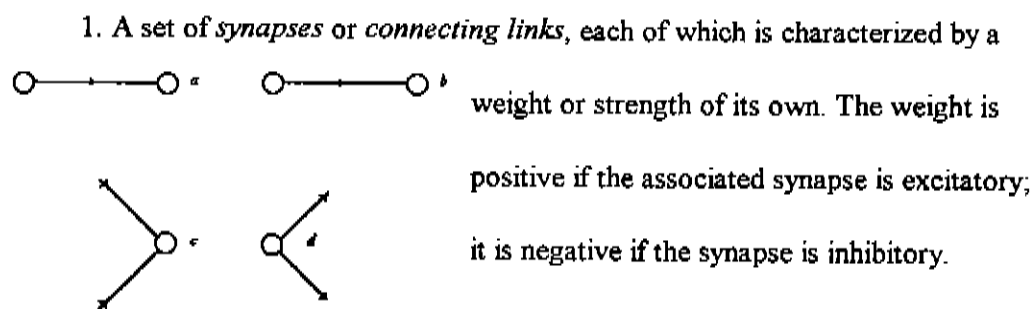 1. A set of synapses or connecting links, each of which is characterized by a
a b
weight or strength of its own. The weight is
positive if the associated synapse is excitatory;
c d
it is negative if the synapse is inhibitory.